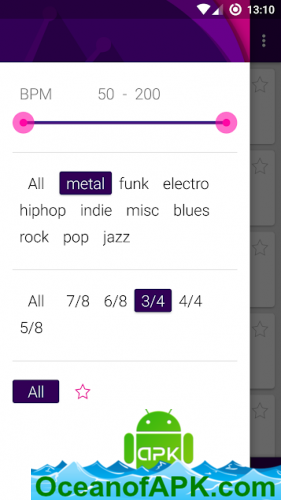 13:10
BPM 50 - 200
All metal funk electro
hiphop indie misc blues
rock pop jazz
All 7/8 6/8 3/4 4/4
5/8
All
APK
OceanofAPK.com